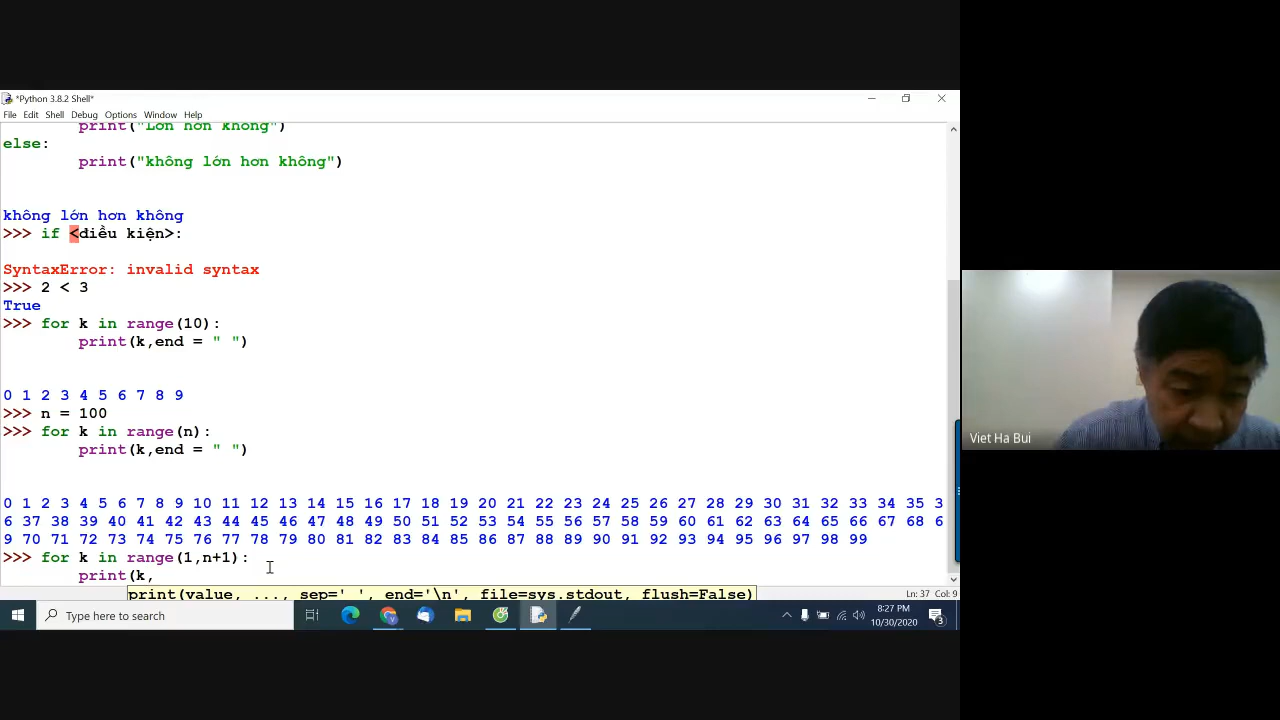 *Python 3.8.2 Shell*
File Edit Shell Debug Options Window Help
print("Lớn hơn không")
else:
print("không lớn hơn không")
không lớn hơn không
>>> if <diều kiện>:
SyntaxError: invalid syntax
>>> 2 < 3
True
>>> for k in range(10):
print(k,end = " ")
0 1 2 3 4 5 6 7 8 9
>>> n = 100
>>> for k in range(n):
print(k,end = " ")
0 1 2 3 4 5 6 7 8 9 10 11 12 13 14 15 16 17 18 19 20 21 22 23 24 25 26 27 28 29 30 31 32 33 34 35 3
6 37 38 39 40 41 42 43 44 45 46 47 48 49 50 51 52 53 54 55 56 57 58 59 60 61 62 63 64 65 66 67 68 6
9 70 71 72 73 74 75 76 77 78 79 80 81 82 83 84 85 86 87 88 89 90 91 92 93 94 95 96 97 98 99
>>> for k in range(1,n+1):
print(k,
print(value, ..., sep=' ', end='\n', file=sys.stdout, flush=False)
Ln: 37 Col: 9
Type here to search
8:27 PM
10/30/2020
3
Viet Ha Bui